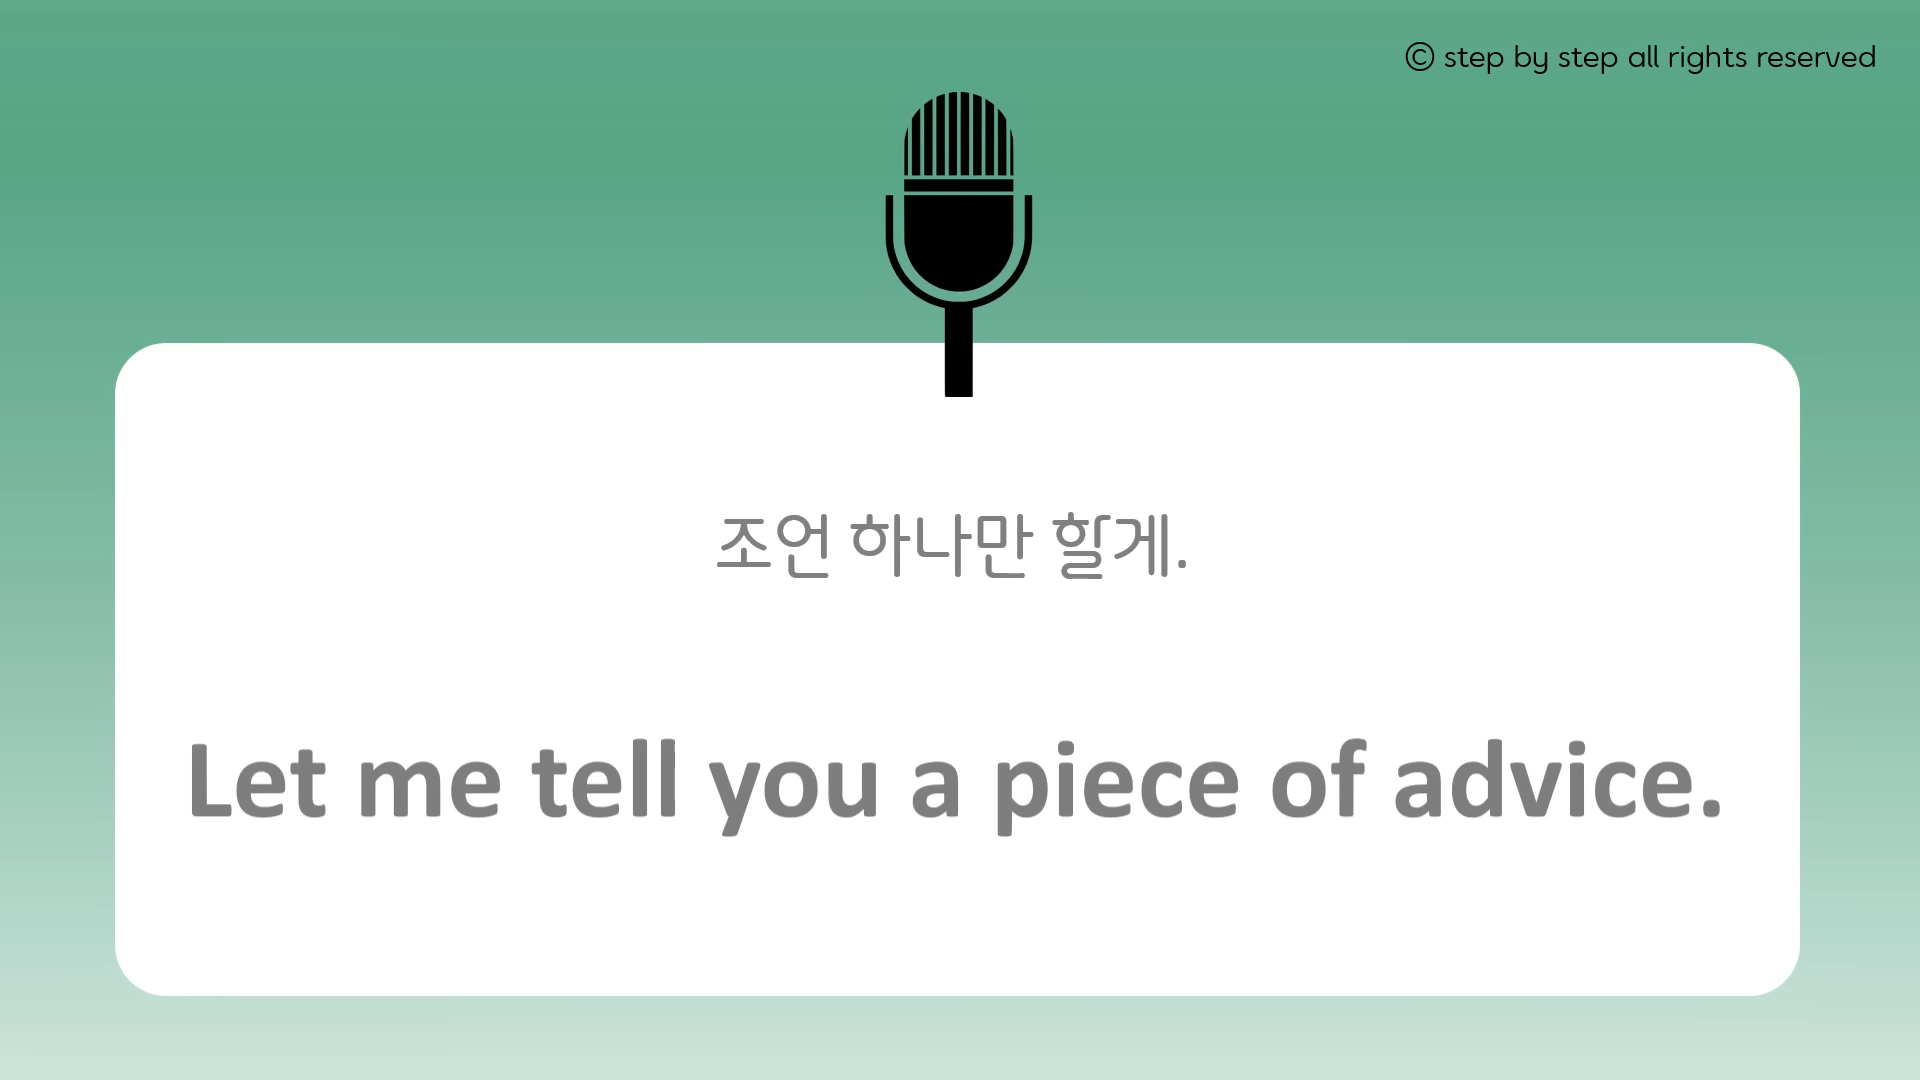 © step by step all rights reserved
조언 하나만 할게.
Let me tell you a piece of advice.